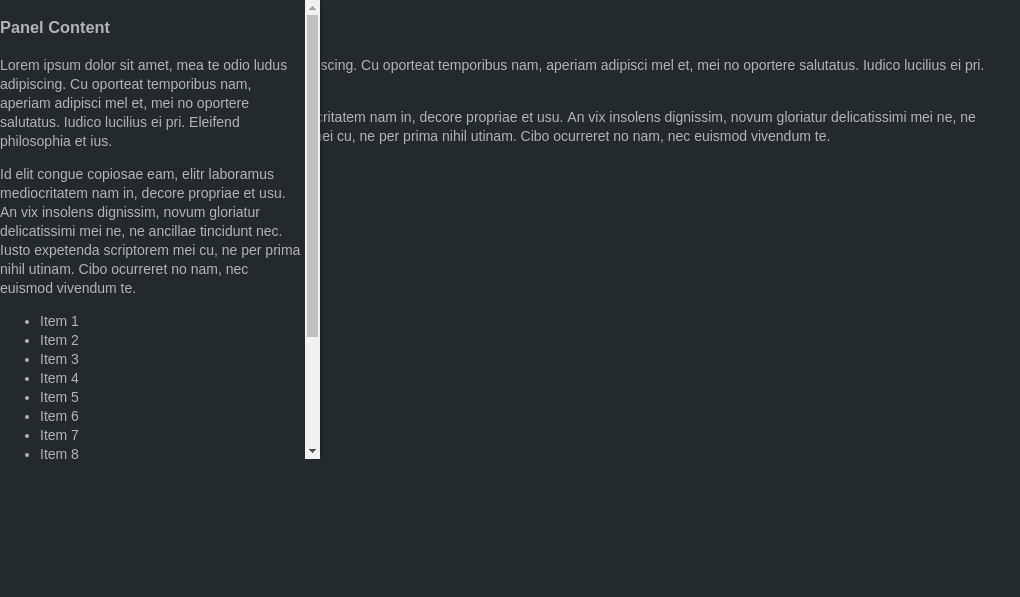 Panel Content
Lorem ipsum dolor sit amet, mea te odio ludus
adipiscing. Cu oporteat temporibus nam,
aperiam adipisci mel et, mei no oportere
salutatus. Iudico lucilius ei pri. Eleifend
philosophia et ius.
Id elit congue copiosae eam, elitr laboramus
mediocritatem nam in, decore propriae et usu.
An vix insolens dignissim, novum gloriatur
delicatissimi mei ne, ne ancillae tincidunt nec.
Iusto expetenda scriptorem mei cu, ne per prima
nihil utinam. Cibo ocurreret no nam, nec
euismod vivendum te.
Item 1
Item 2
Item 3
Item 4
Item 5
Item 6
Item 7
Item 8
scing. Cu oporteat temporibus nam, aperiam adipisci mel et, mei no oportere salutatus. Iudico lucilius ei pri.
critatem nam in, decore propriae et usu. An vix insolens dignissim, novum gloriatur delicatissimi mei ne, ne
ei cu, ne per prima nihil utinam. Cibo ocurreret no nam, nec euismod vivendum te.